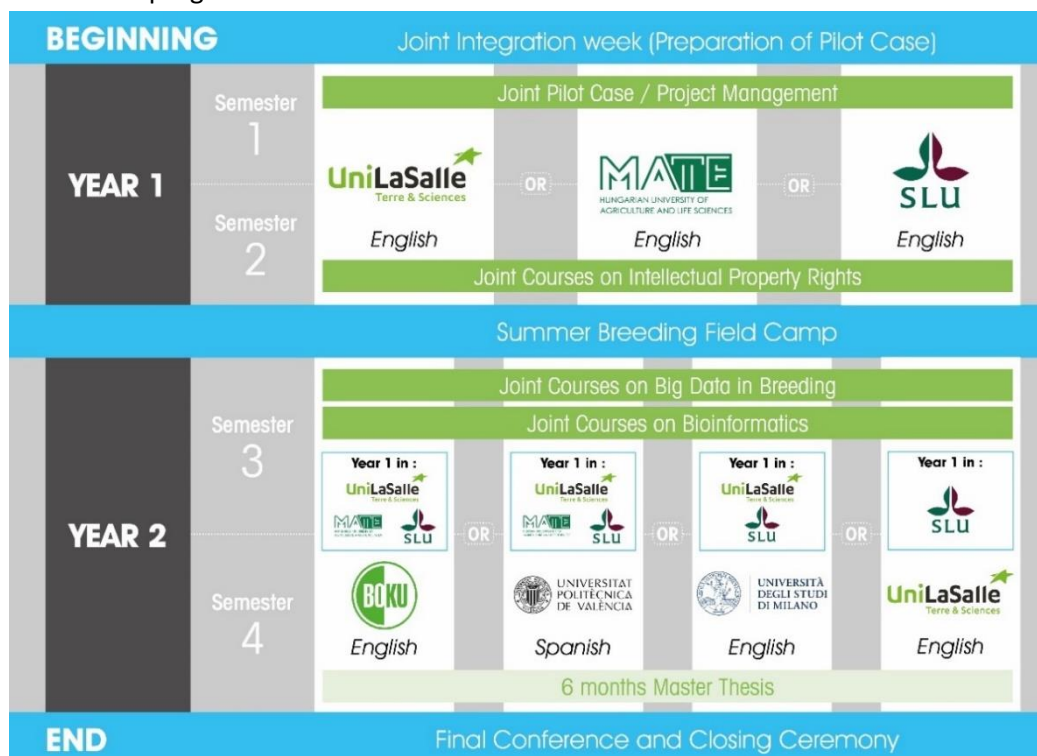 BEGINNING
Joint Integration week (Preparation of Pilot Case)
YEAR 1
Semester
1
Semester
2
Joint Pilot Case / Project Management
UniLaSalle
Terre & Sciences
English
OR
MATE
HUNGARIAN UNIVERSITY OF
AGRICULTURE AND LIFE SCIENCES
English
OR
SLU
English
Joint Courses on Intellectual Property Rights
Summer Breeding Field Camp
YEAR 2
Semester
3
Semester
4
Joint Courses on Big Data in Breeding
Joint Courses on Bioinformatics
Year 1 in :
UniLaSalle
Terre & Sciences
MATE
SLU
BOKU
English
OR
Year 1 in :
UniLaSalle
Terre & Sciences
MATE
SLU
UNIVERSITAT
POLITÈCNICA
DE VALÈNCIA
Spanish
OR
Year 1 in :
UniLaSalle
Terre & Sciences
SLU
UNIVERSITÀ
DEGLI STUDI
DI MILANO
English
OR
Year 1 in :
SLU
UniLaSalle
Terre & Sciences
English
6 months Master Thesis
END
Final Conference and Closing Ceremony